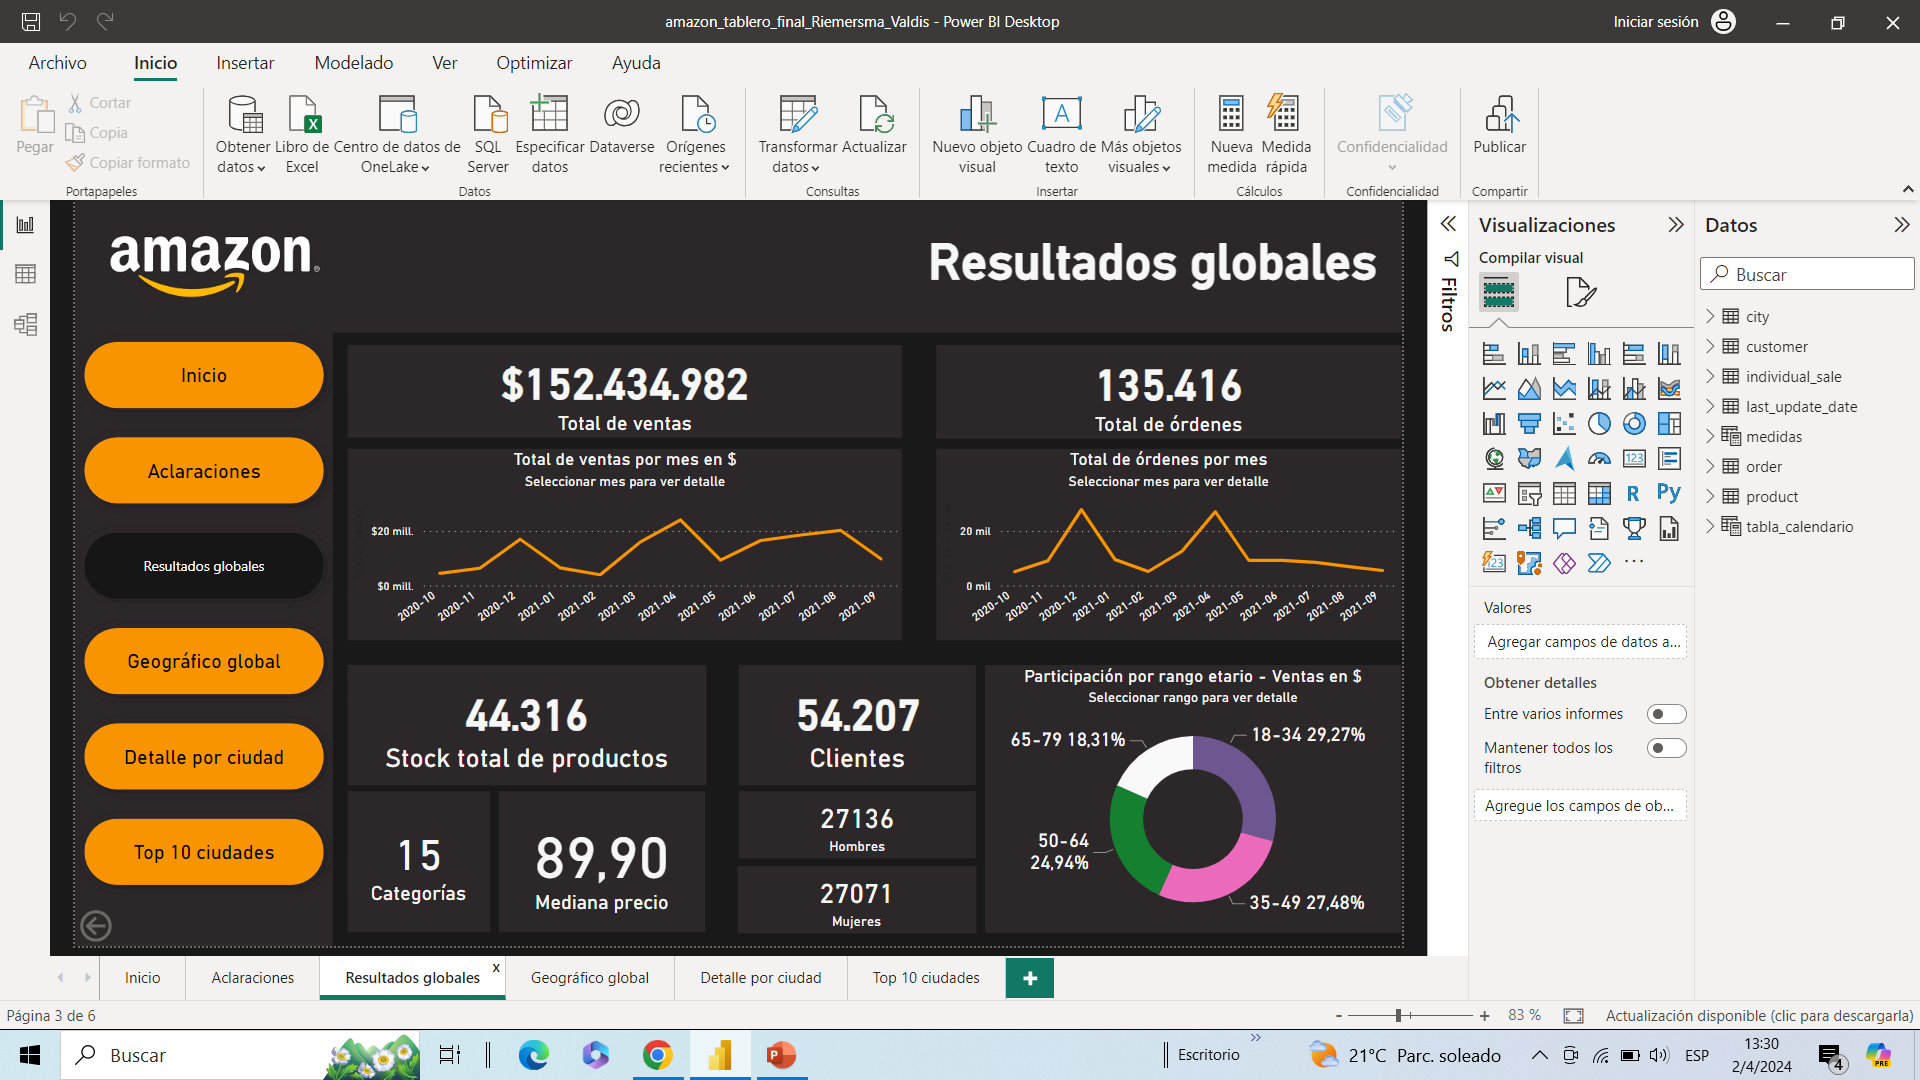 amazon_tablero_final_Riemersma_Valdis - Power BI Desktop
Iniciar sesión
Archivo
Inicio
Insertar
Modelado
Ver
Optimizar
Ayuda
Pegar
Cortar
Copia
Copiar formato
Portapapeles
Obtener datos
Libro de Excel
Centro de datos de OneLake
SQL Server
Especificar datos
Dataverse
Orígenes recientes
Datos
Transformar datos
Actualizar
Consultas
Nuevo objeto visual
Cuadro de texto
A
Más objetos visuales
Insertar
Nueva medida
Medida rápida
Cálculos
Confidencialidad
Confidencialidad
Publicar
Compartir
amazon
Resultados globales
Inicio
Aclaraciones
Resultados globales
Geográfico global
Detalle por ciudad
Top 10 ciudades
$152.434.982
Total de ventas
135.416
Total de órdenes
Total de ventas por mes en $
Seleccionar mes para ver detalle
$20 mill.
$0 mill.
2020-10
2020-11
2020-12
2021-01
2021-02
2021-03
2021-04
2021-05
2021-06
2021-07
2021-08
2021-09
Total de órdenes por mes
Seleccionar mes para ver detalle
20 mil
0 mil
2020-10
2020-11
2020-12
2021-01
2021-02
2021-03
2021-04
2021-05
2021-06
2021-07
2021-08
2021-09
44.316
Stock total de productos
15
Categorías
89,90
Mediana precio
54.207
Clientes
27136
Hombres
27071
Mujeres
Participación por rango etario - Ventas en $
Seleccionar rango para ver detalle
65-79 18,31%
18-34 29,27%
50-64
24,94%
35-49 27,48%
Filtros
Visualizaciones
Compilar visual
123
R
Py
123
Valores
Agregar campos de datos a...
Obtener detalles
Entre varios informes
Mantener todos los
filtros
Agregue los campos de ob...
Datos
Buscar
city
customer
individual_sale
last_update_date
medidas
order
product
tabla_calendario
Inicio
Aclaraciones
Resultados globales
x
Geográfico global
Detalle por ciudad
Top 10 ciudades
+
Página 3 de 6
- + 83 %
Actualización disponible (clic para descargarla)
Buscar
P
Escritorio
21°C Parc. soleado
ESP
13:30
2/4/2024
4
PRE